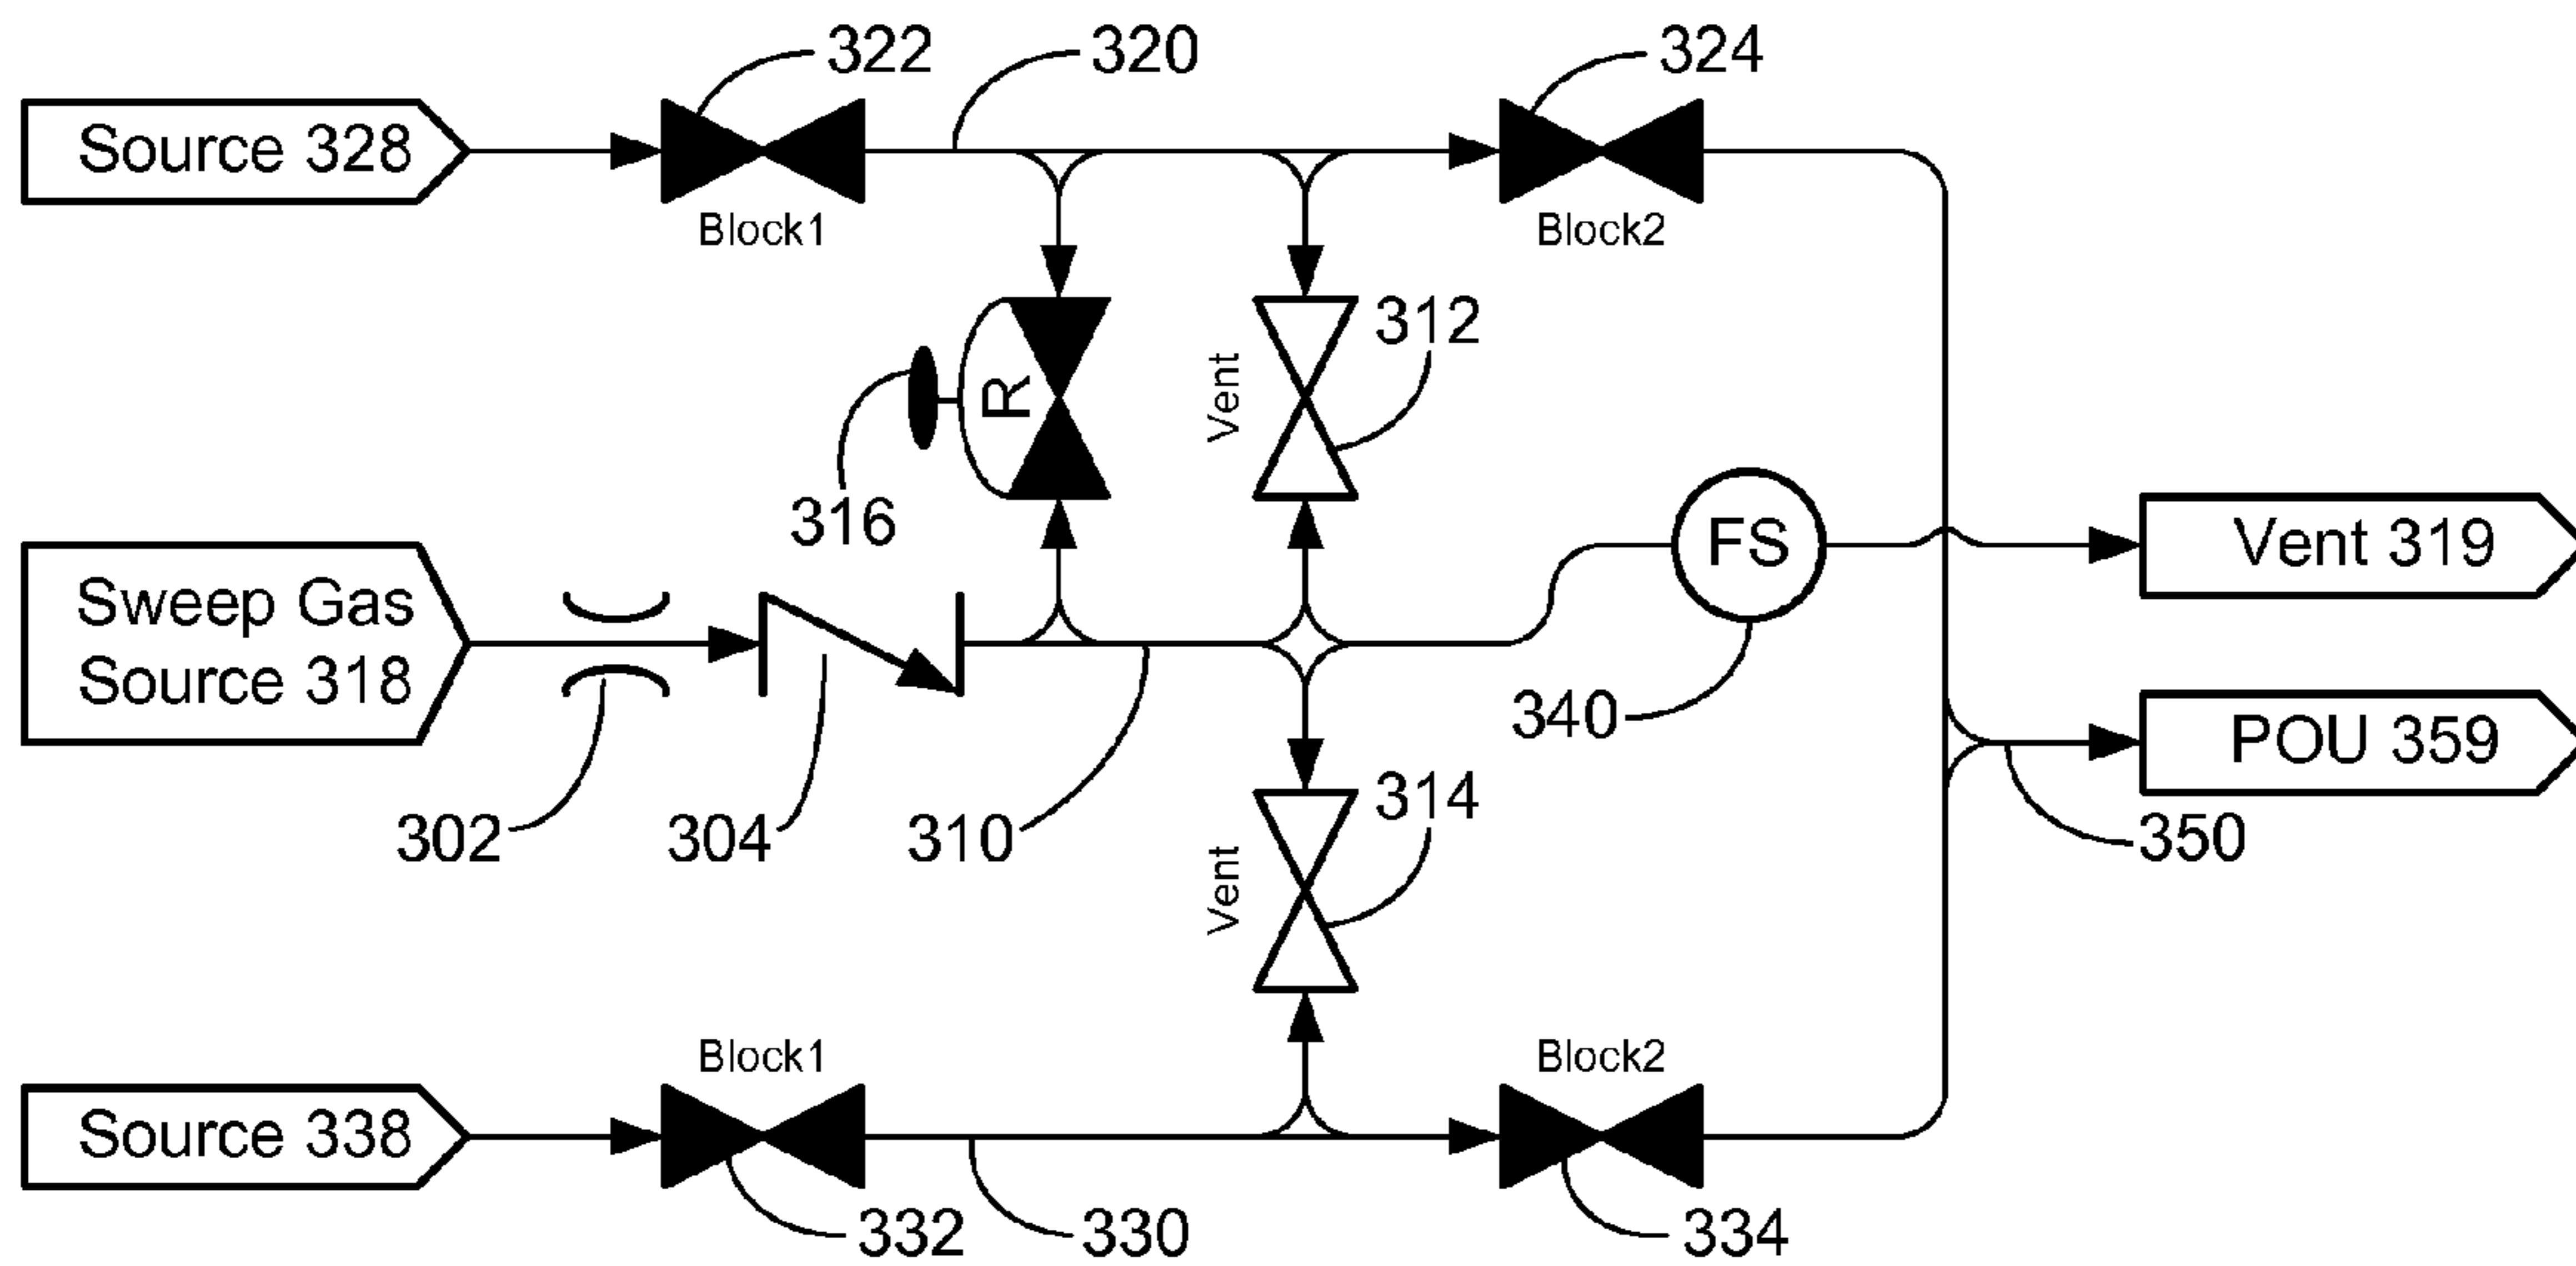 322
320
324
Source 328
Block1
Block2
R
Vent
312
316
Sweep Gas
Source 318
FS
Vent 319
340
POU 359
302
304
310
314
Vent
350
Block1
Block2
Source 338
332
330
334